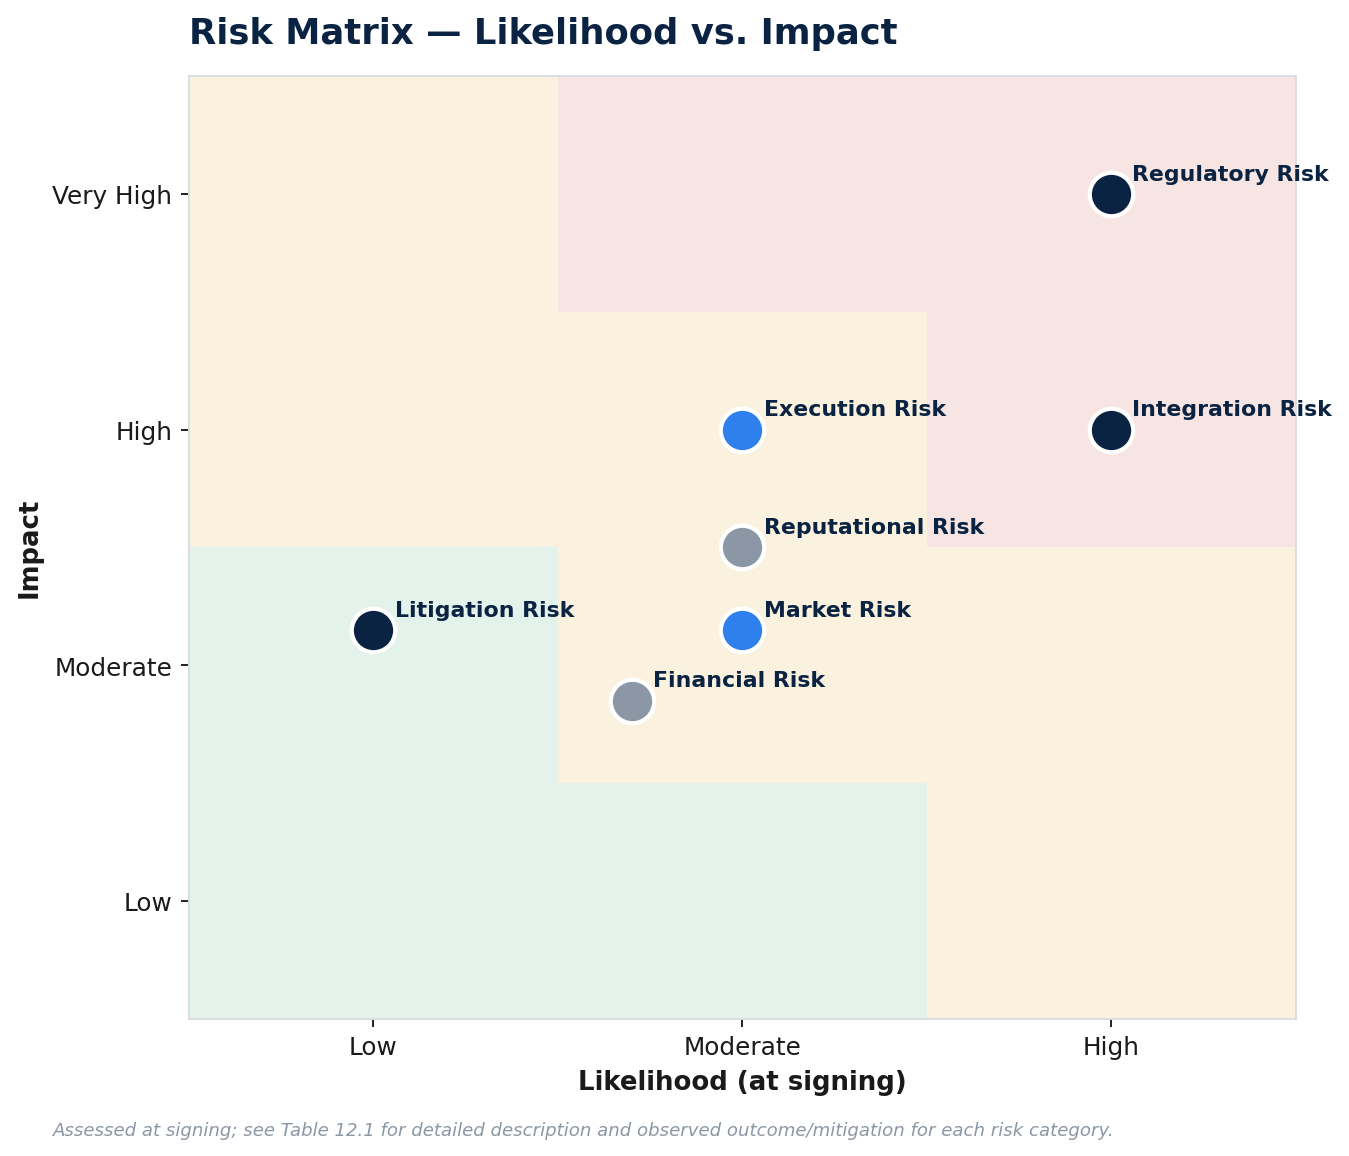 Risk Matrix — Likelihood vs. Impact
Very High
High
Moderate
Low
Impact
Regulatory Risk
Execution Risk
Integration Risk
Reputational Risk
Litigation Risk
Market Risk
Financial Risk
Low
Moderate
High
Likelihood (at signing)
Assessed at signing; see Table 12.1 for detailed description and observed outcome/mitigation for each risk category.